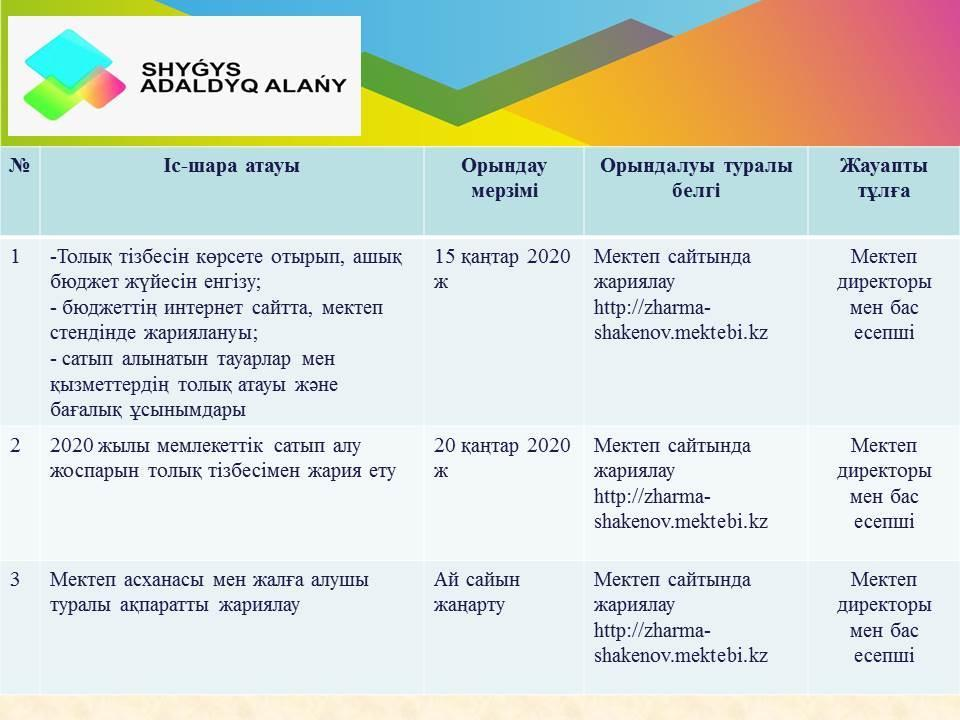 SHYǴYS
ADALDYQ ALAŃY
№
Іс-шара атауы
Орындау
мерзімі
Орындалуы туралы
белгі
Жауапты
тұлға
1
-Толық тізбесін көрсете отырып, ашық
бюджет жүйесін енгізу;
- бюджеттің интернет сайтта, мектеп
стендінде жариялануы;
- сатып алынатын тауарлар мен
қызметтердің толық атауы және
бағалық ұсынымдары
15 қаңтар 2020
ж
Мектеп сайтында
жариялау
http://zharma-
shakenov.mektebi.kz
Мектеп
директоры
мен бас
есепші
2
2020 жылы мемлекеттік сатып алу
жоспарын толық тізбесімен жария ету
20 қаңтар 2020
ж
Мектеп сайтында
жариялау
http://zharma-
shakenov.mektebi.kz
Мектеп
директоры
мен бас
есепші
3
Мектеп асханасы мен жалға алушы
туралы ақпаратты жариялау
Ай сайын
жаңарту
Мектеп сайтында
жариялау
http://zharma-
shakenov.mektebi.kz
Мектеп
директоры
мен бас
есепші